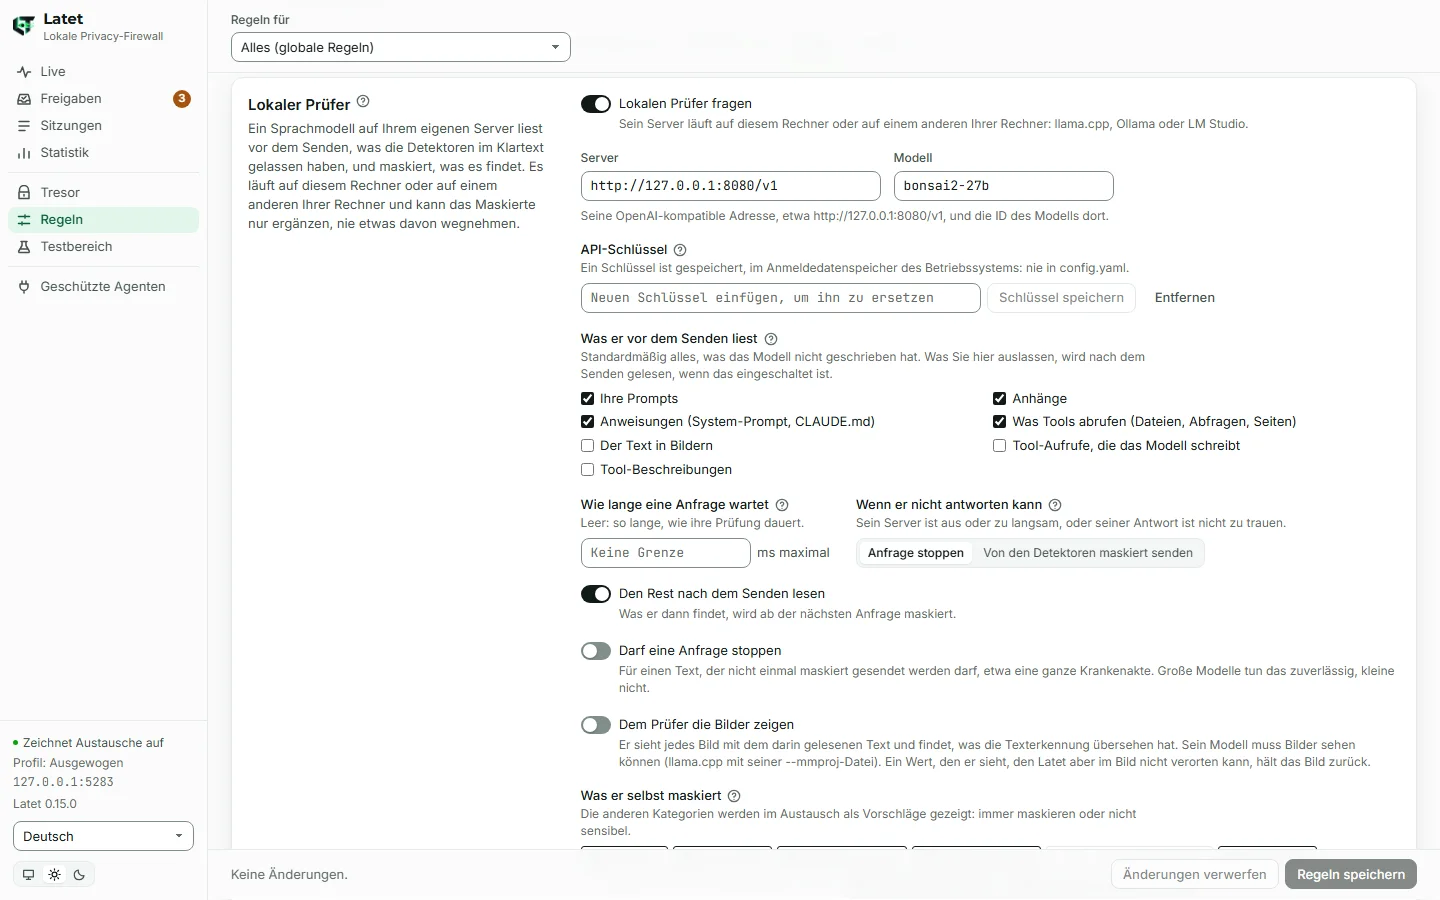 Latet
Lokale Privacy-Firewall
Live
Freigaben
3
Sitzungen
Statistik
Tresor
Regeln
Testbereich
Geschützte Agenten
Zeichnet Austausche auf
Profil: Ausgewogen
127.0.0.1:5283
Latet 0.15.0
Deutsch
Regeln für
Alles (globale Regeln)
Lokaler Prüfer
Ein Sprachmodell auf Ihrem eigenen Server liest
vor dem Senden, was die Detektoren im Klartext
gelassen haben, und maskiert, was es findet. Es
läuft auf diesem Rechner oder auf einem
anderen Ihrer Rechner und kann das Maskierte
nur ergänzen, nie etwas davon wegnehmen.
Lokalen Prüfer fragen
Sein Server läuft auf diesem Rechner oder auf einem anderen Ihrer Rechner: llama.cpp, Ollama oder LM Studio.
Server
Modell
http://127.0.0.1:8080/v1
bonsai2-27b
Seine OpenAI-kompatible Adresse, etwa http://127.0.0.1:8080/v1, und die ID des Modells dort.
API-Schlüssel
Ein Schlüssel ist gespeichert, im Anmeldedatenspeicher des Betriebssystems: nie in config.yaml.
Neuen Schlüssel einfügen, um ihn zu ersetzen
Schlüssel speichern
Entfernen
Was er vor dem Senden liest
Standardmäßig alles, was das Modell nicht geschrieben hat. Was Sie hier auslassen, wird nach dem
Senden gelesen, wenn das eingeschaltet ist.
Ihre Prompts
Anhänge
Anweisungen (System-Prompt, CLAUDE.md)
Was Tools abrufen (Dateien, Abfragen, Seiten)
Der Text in Bildern
Tool-Aufrufe, die das Modell schreibt
Tool-Beschreibungen
Wie lange eine Anfrage wartet
Leer: so lange, wie ihre Prüfung dauert.
Keine Grenze
ms maximal
Wenn er nicht antworten kann
Sein Server ist aus oder zu langsam, oder seiner Antwort ist nicht zu trauen.
Anfrage stoppen
Von den Detektoren maskiert senden
Den Rest nach dem Senden lesen
Was er dann findet, wird ab der nächsten Anfrage maskiert.
Darf eine Anfrage stoppen
Für einen Text, der nicht einmal maskiert gesendet werden darf, etwa eine ganze Krankenakte. Große Modelle tun das zuverlässig, kleine
nicht.
Dem Prüfer die Bilder zeigen
Er sieht jedes Bild mit dem darin gelesenen Text und findet, was die Texterkennung übersehen hat. Sein Modell muss Bilder sehen
können (llama.cpp mit seiner --mmproj-Datei). Ein Wert, den er sieht, den Latet aber im Bild nicht verorten kann, hält das Bild zurück.
Was er selbst maskiert
Die anderen Kategorien werden im Austausch als Vorschläge gezeigt: immer maskieren oder nicht
sensibel.
Keine Änderungen.
Änderungen verwerfen
Regeln speichern